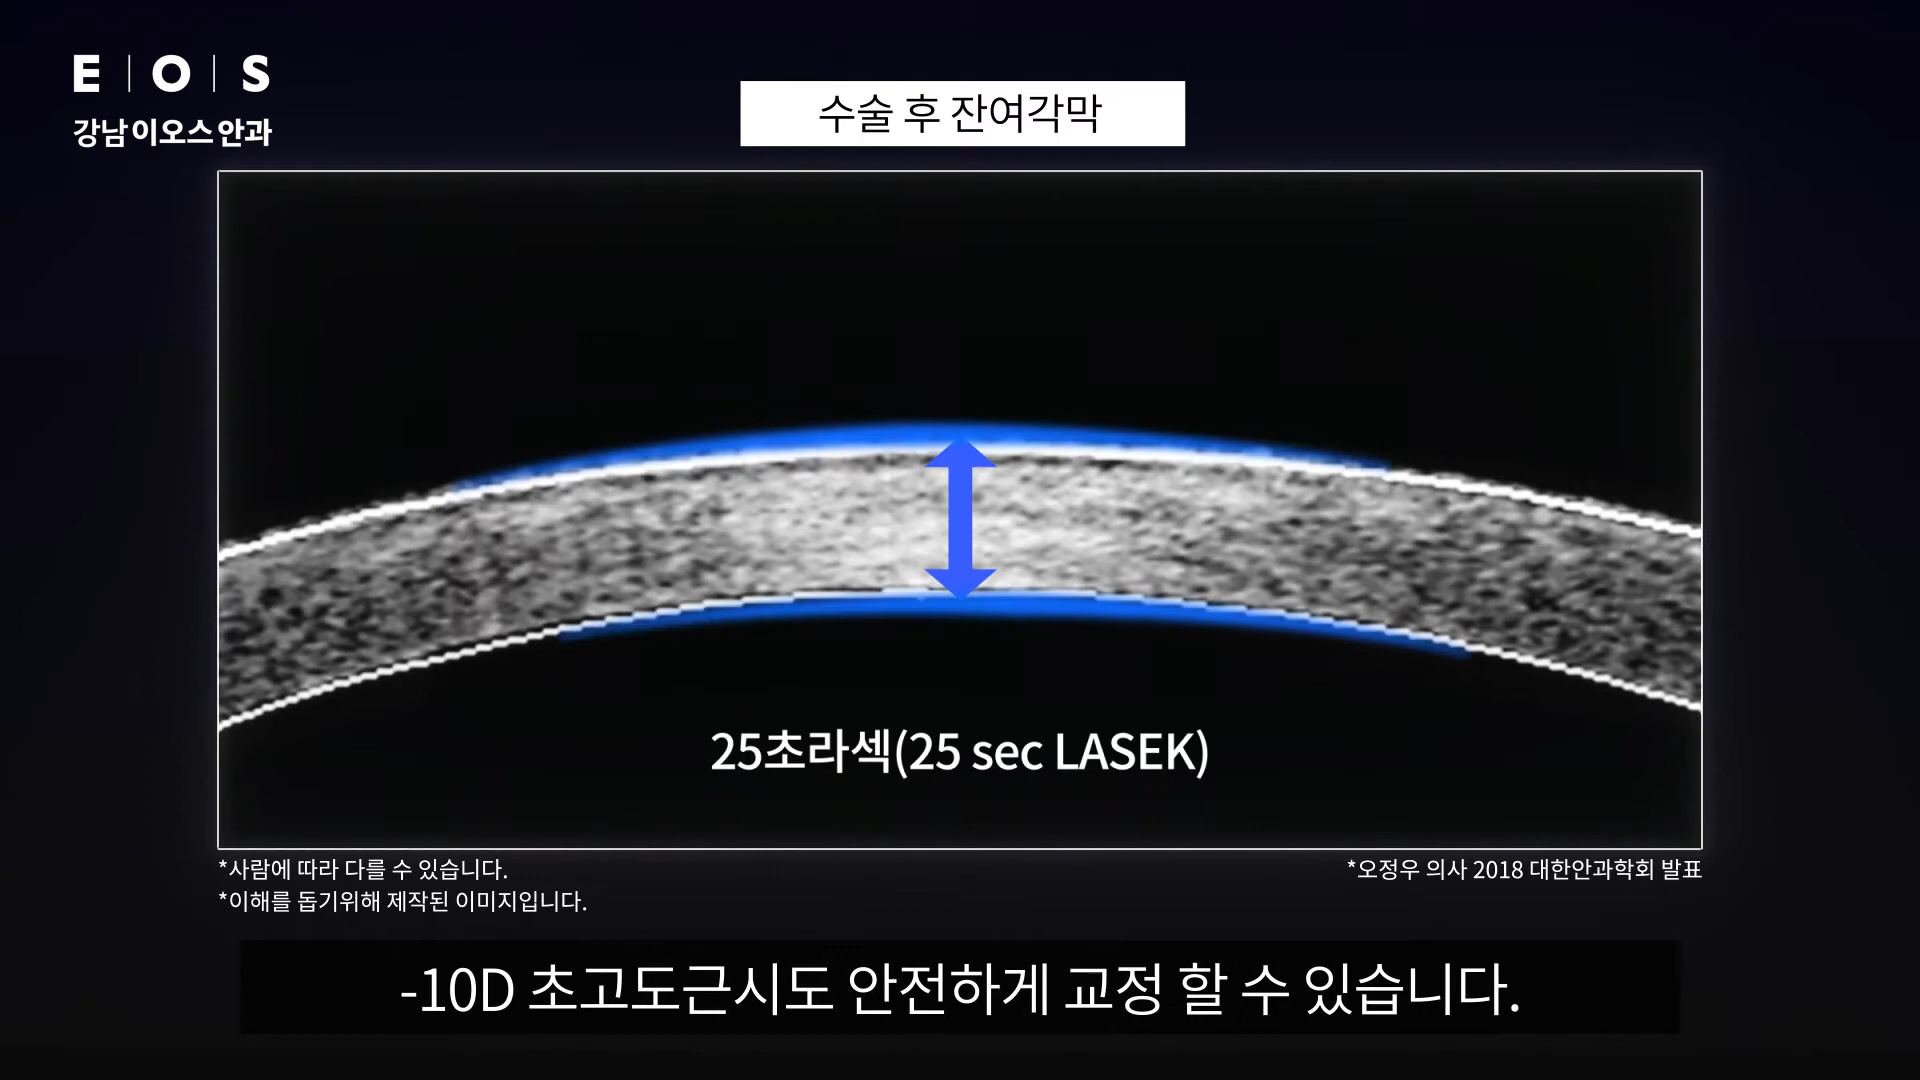 E | O | S
강남이오스안과
수술 후 잔여각막
25초라섹(25 sec LASEK)
*사람에 따라 다를 수 있습니다.
*이해를 돕기위해 제작된 이미지입니다.
*오정우 의사 2018 대한안과학회 발표
-10D 초고도근시도 안전하게 교정 할 수 있습니다.